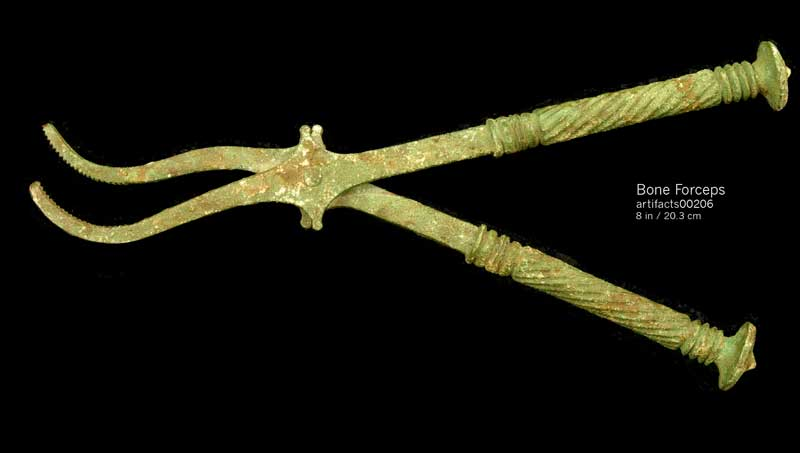 Bone Forceps
artifacts00206
8 in / 20.3 cm